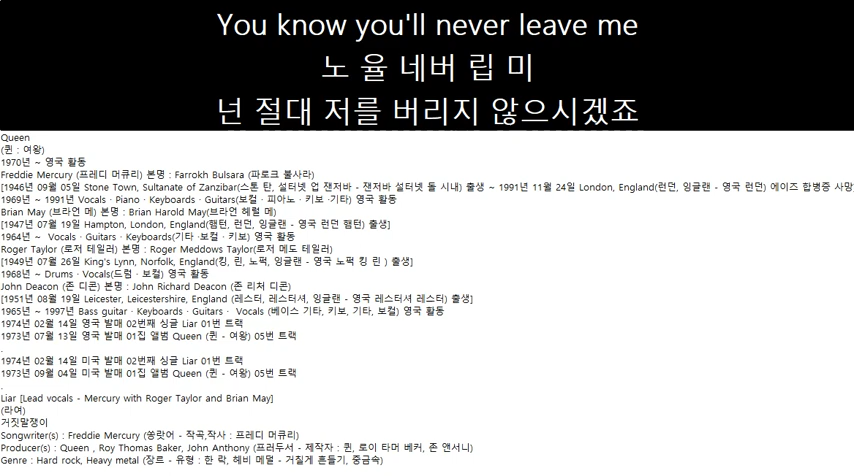 You know you'll never leave me
노 율 네버 립 미
넌 절대 저를 버리지 않으시겠죠
Queen
(퀸 : 여왕)
1970년 ~ 영국 활동
Freddie Mercury (프레디 머큐리) 본명 : Farrokh Bulsara (파로크 불사라)
[1946년 09월 05일 Stone Town, Sultanate of Zanzibar(스톤 탄, 설터넷 업 잰저바 - 잰저바 설터넷 돌 시내) 출생 ~ 1991년 11월 24일 London, England(런던, 잉글랜 - 영국 런던) 에이즈 합병증 사망
1969년 ~ 1991년 Vocals · Piano · Keyboards · Guitars(보컬 · 피아노 · 키보 ·기타) 영국 활동
Brian May (브라언 메) 본명 : Brian Harold May(브라언 헤럴 메)
[1947년 07월 19일 Hampton, London, England(햄턴, 런던, 잉글랜 - 영국 런던 햄턴) 출생]
1964년 ~  Vocals · Guitars · Keyboards(기타 ·보컬 · 키보) 영국 활동
Roger Taylor (로저 테일러) 본명 : Roger Meddows Taylor(로저 메도 테일러)
[1949년 07월 26일 King's Lynn, Norfolk, England(킹, 린, 노퍽, 잉글랜 - 영국 노퍽 킹 린 ) 출생]
1968년 ~ Drums · Vocals(드럼 · 보컬) 영국 활동
John Deacon (존 디콘) 본명 : John Richard Deacon (존 리처 디콘)
[1951년 08월 19일 Leicester, Leicestershire, England (레스터, 레스터셔, 잉글랜 - 영국 레스터셔 레스터) 출생]
1965년 ~ 1997년 Bass guitar · Keyboards · Guitars ·  Vocals (베이스 기타, 키보, 기타, 보컬) 영국 활동
1974년 02월 14일 영국 발매 02번째 싱글 Liar 01번 트랙
1973년 07월 13일 영국 발매 01집 앨범 Queen (퀸 - 여왕) 05번 트랙
.
1974년 02월 14일 미국 발매 02번째 싱글 Liar 01번 트랙
1973년 09월 04일 미국 발매 01집 앨범 Queen (퀸 - 여왕) 05번 트랙
.
Liar [Lead vocals - Mercury with Roger Taylor and Brian May]
(라여)
거짓말쟁이
Songwriter(s) : Freddie Mercury (쏭롸어 - 작곡,작사 : 프레디 머큐리)
Producer(s) : Queen , Roy Thomas Baker, John Anthony (프러두서 - 제작자 : 퀸, 로이 타머 베커, 존 앤서니)
Genre : Hard rock, Heavy metal (장르 - 유형 : 한 락, 헤비 메덜 - 거칠게 흔들기, 중금속)